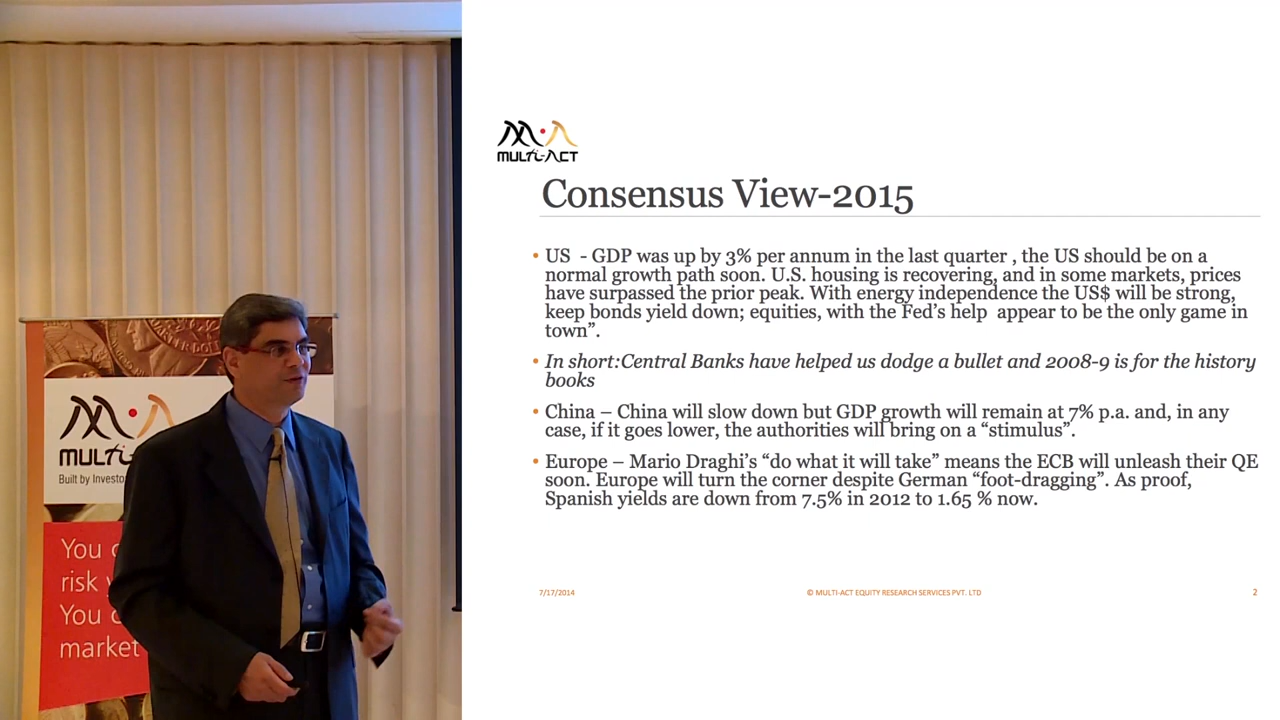 MULTI-ACT
Consensus View-2015
• US - GDP was up by 3% per annum in the last quarter , the US should be on a
normal growth path soon. U.S. housing is recovering, and in some markets, prices
have surpassed the prior peak. With energy independence the US$ will be strong,
keep bonds yield down; equities, with the Fed's help appear to be the only game in
town”.
• In short:Central Banks have helped us dodge a bullet and 2008-9 is for the history
books
• China – China will slow down but GDP growth will remain at 7% p.a. and, in any
case, if it goes lower, the authorities will bring on a “stimulus”.
• Europe – Mario Draghi's “do what it will take” means the ECB will unleash their QE
soon. Europe will turn the corner despite German “foot-dragging”. As proof,
Spanish yields are down from 7.5% in 2012 to 1.65 % now.
7/17/2014
© MULTI-ACT EQUITY RESEARCH SERVICES PVT. LTD
2
Built by
You
risk
You
market